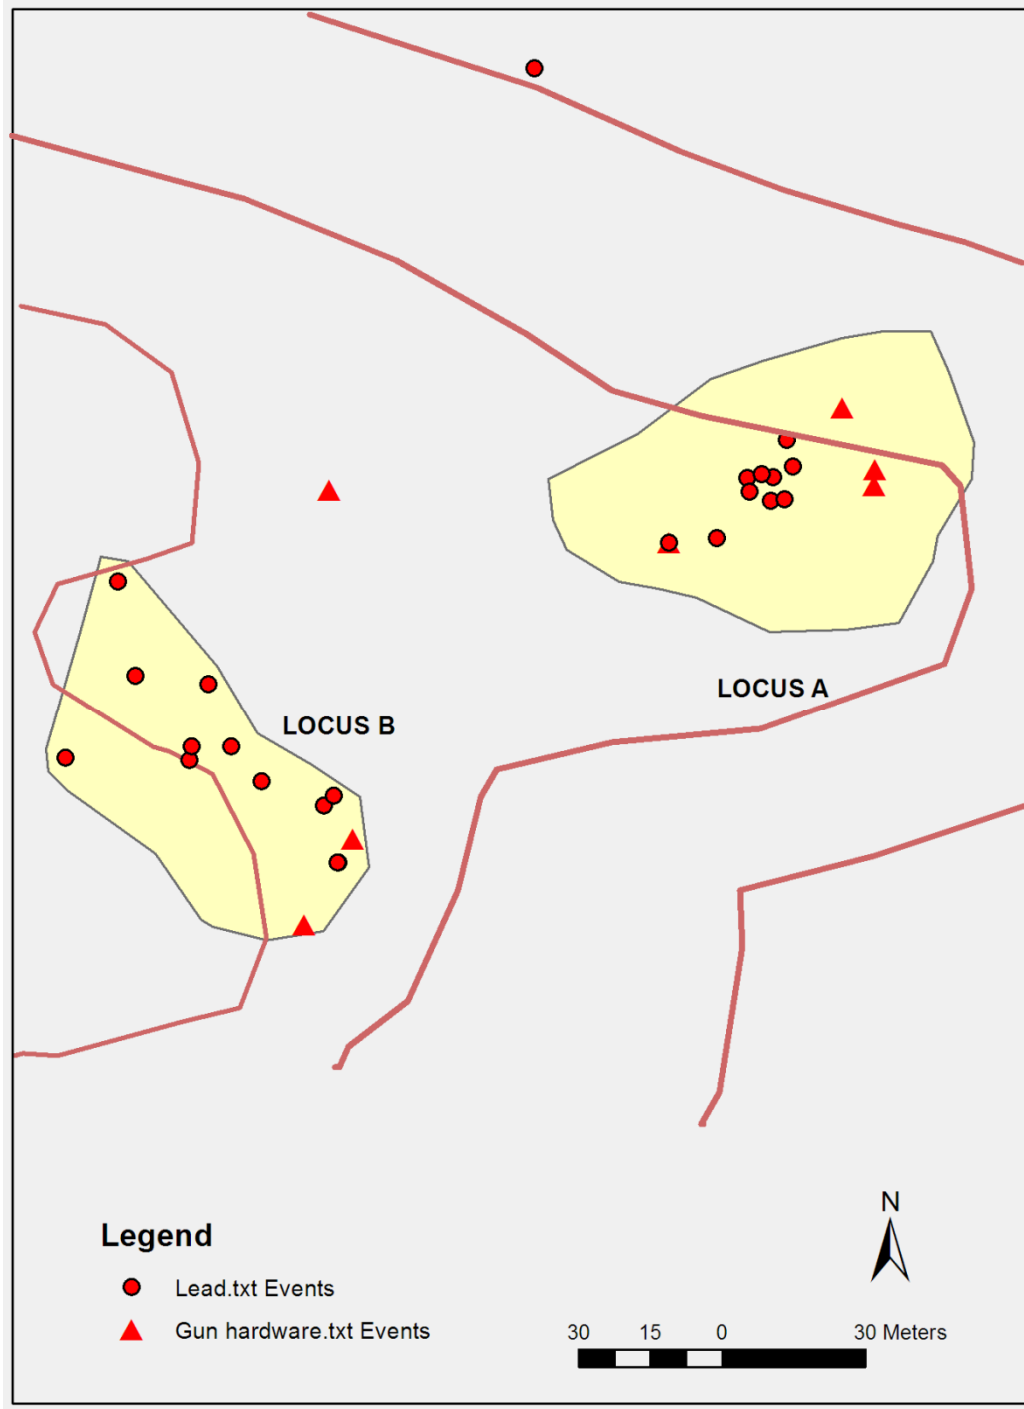 LOCUS A
LOCUS B
N
Legend
Lead.txt Events
Gun hardware.txt Events
30 15 0 30 Meters